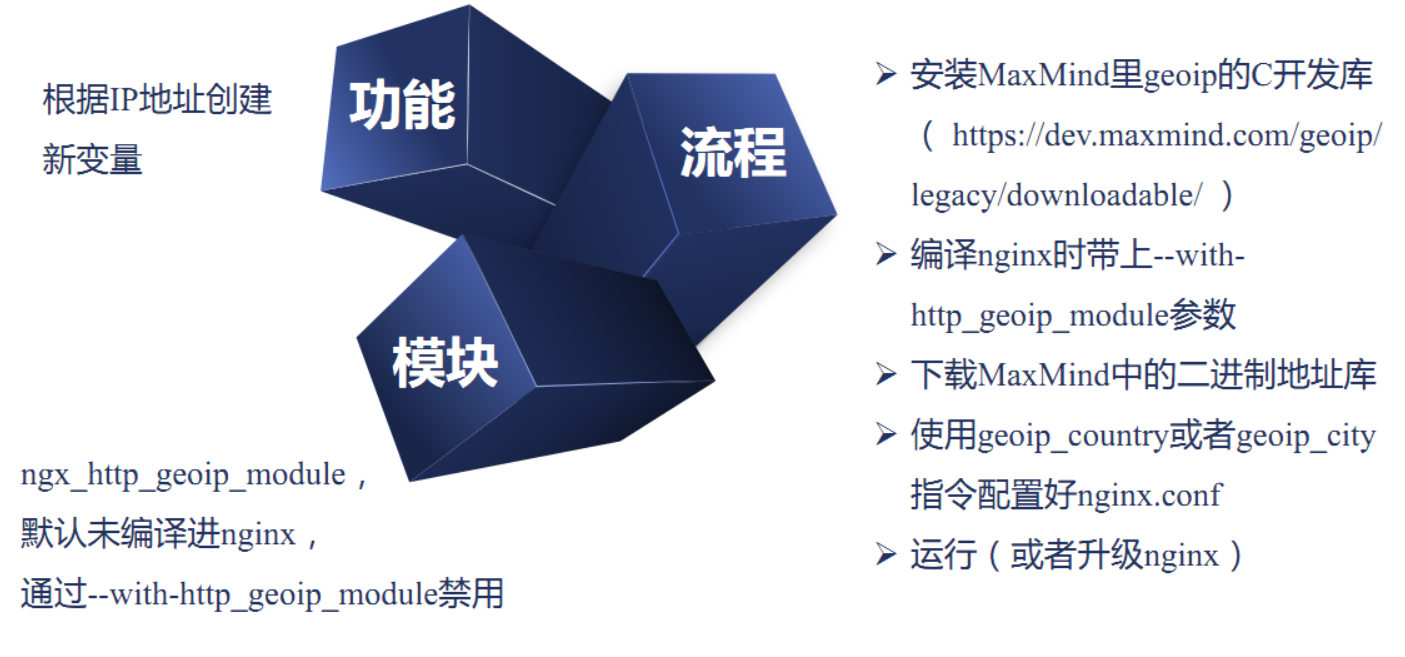 功能
根据IP地址创建
新变量
流程
➢ 安装MaxMind里geoip的C开发库
（ https://dev.maxmind.com/geoip/
legacy/downloadable/ ）
➢ 编译nginx时带上--with-
http_geoip_module参数
➢ 下载MaxMind中的二进制地址库
➢ 使用geoip_country或者geoip_city
指令配置好nginx.conf
➢ 运行（或者升级nginx）
模块
ngx_http_geoip_module，
默认未编译进nginx，
通过--with-http_geoip_module禁用